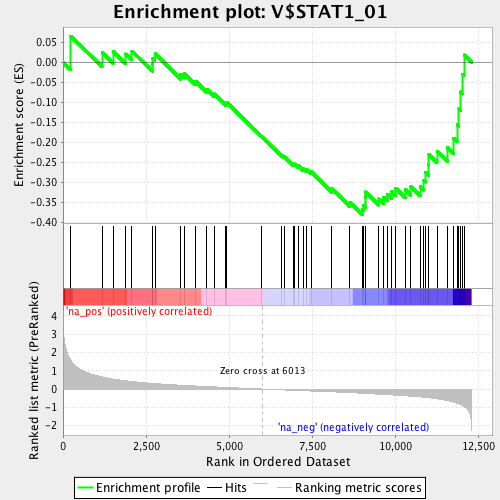 Enrichment plot: V$STAT1_01
Enrichment score (ES)
0.05
0.00
-0.05
-0.10
-0.15
-0.20
-0.25
-0.30
-0.35
-0.40
'na_pos' (positively correlated)
Ranked list metric (PreRanked)
4
3
2
1
0
-1
-2
Zero cross at 6013
'na_neg' (negatively correlated)
0
2,500
5,000
7,500
10,000
12,500
Rank in Ordered Dataset
Enrichment profile
Hits
Ranking metric scores